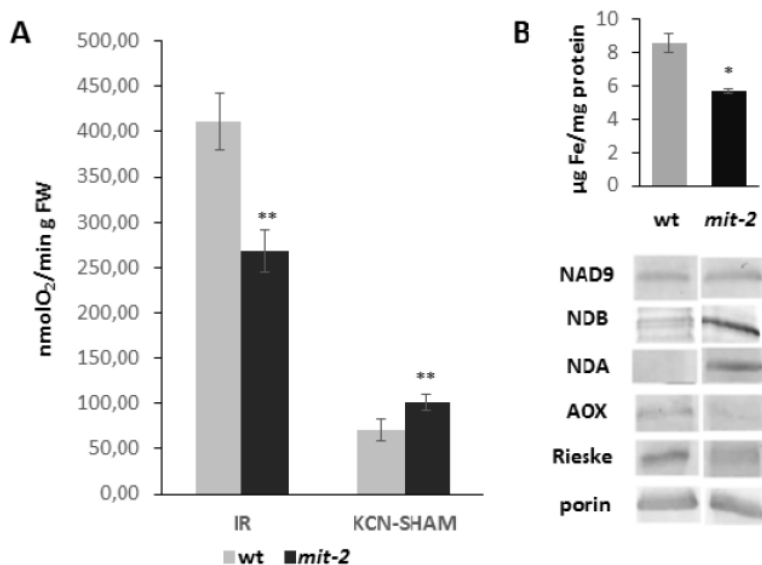 A
nmolO2/min g FW
500,00
450,00
400,00
350,00
300,00
250,00
200,00
150,00
100,00
50,00
0,00
**
**
IR KCN-SHAM
wt mit-2
B
µg Fe/mg protein
10
8
6
4
2
0
*
wt mit-2
NAD9
NDB
NDA
AOX
Rieske
porin